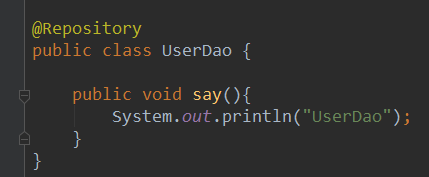 @Repository
public class UserDao {
public void say(){
System.out.println("UserDao");
}
}